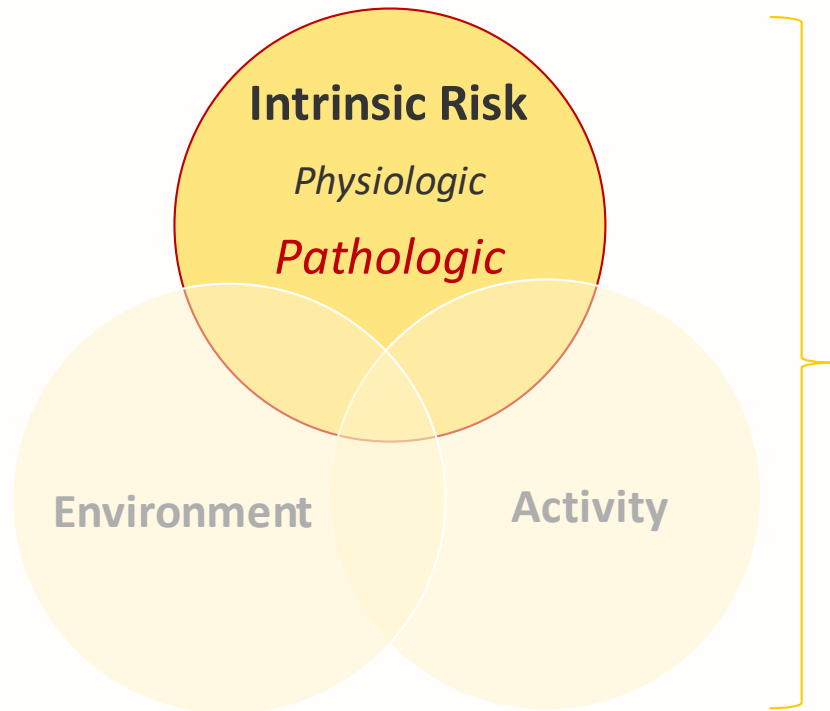 Intrinsic Risk
Physiologic
Pathologic
Environment
Activity